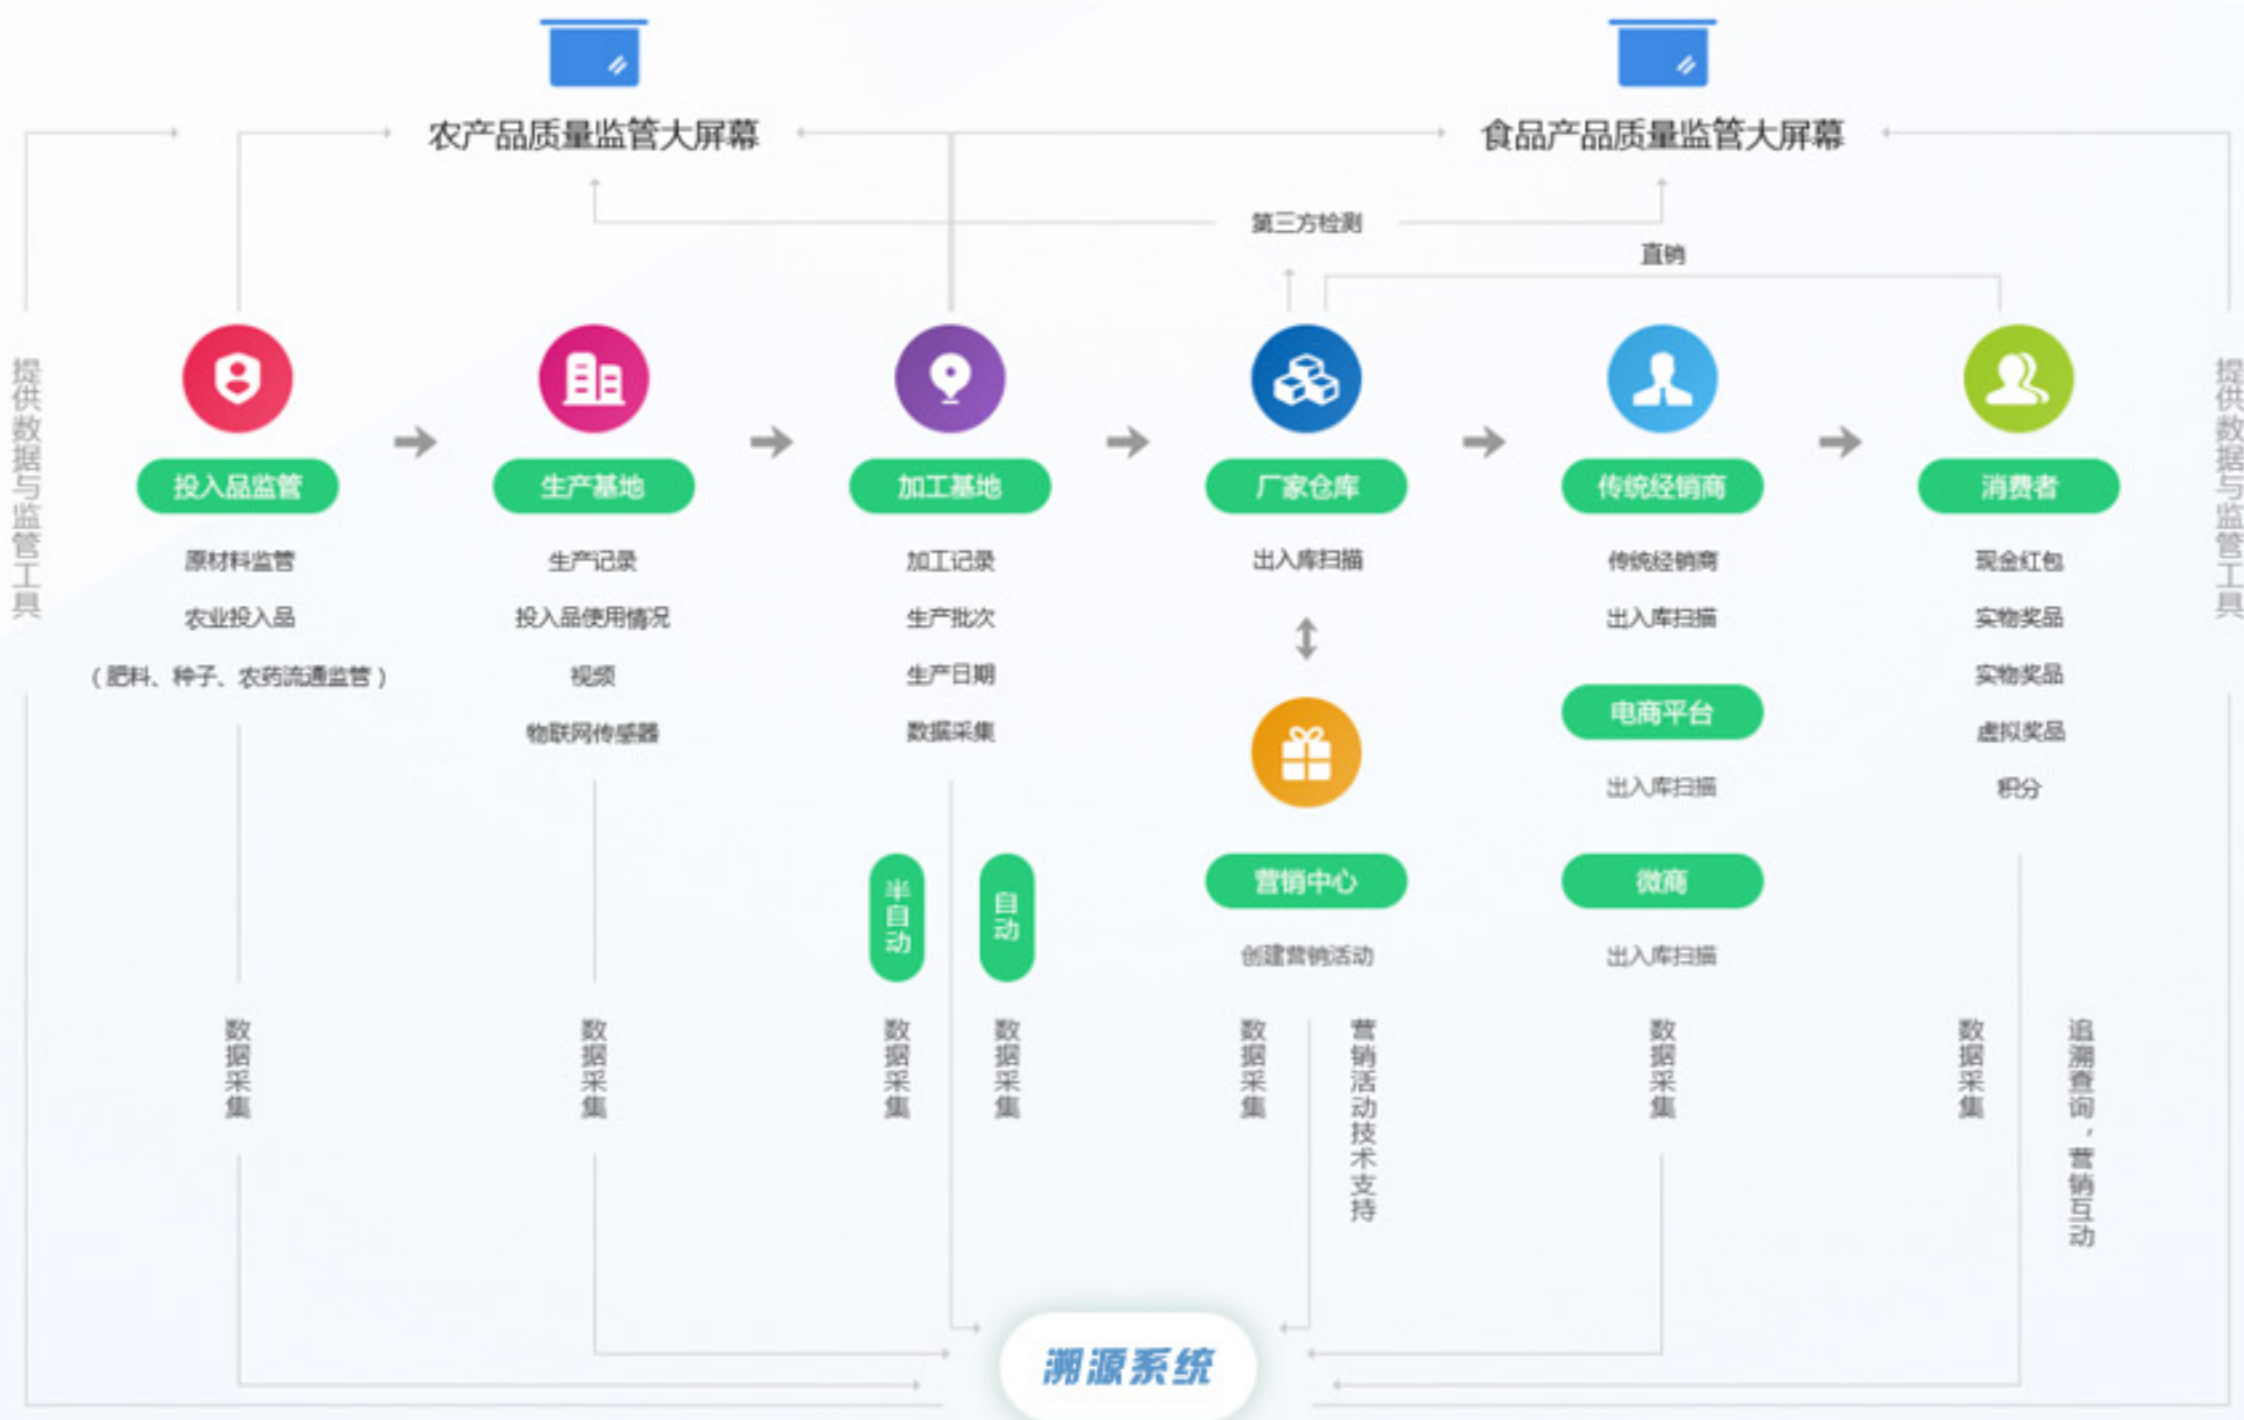 农产品质量监管大屏幕
食品产品质量监管大屏幕
第三方检测
直销
提供数据与监管工具
提供数据与监管工具
投入品监管
原材料监管
农业投入品
（肥料、种子、农药流通监管）
数据采集
生产基地
生产记录
投入品使用情况
视频
物联网传感器
数据采集
加工基地
加工记录
生产批次
生产日期
数据采集
半自动
自动
数据采集
数据采集
厂家仓库
出入库扫描
营销中心
创建营销活动
数据采集
营销活动技术支持
传统经销商
传统经销商
出入库扫描
电商平台
出入库扫描
微商
出入库扫描
数据采集
消费者
现金红包
实物奖品
实物奖品
虚拟奖品
积分
数据采集
追溯查询，营销互动
溯源系统